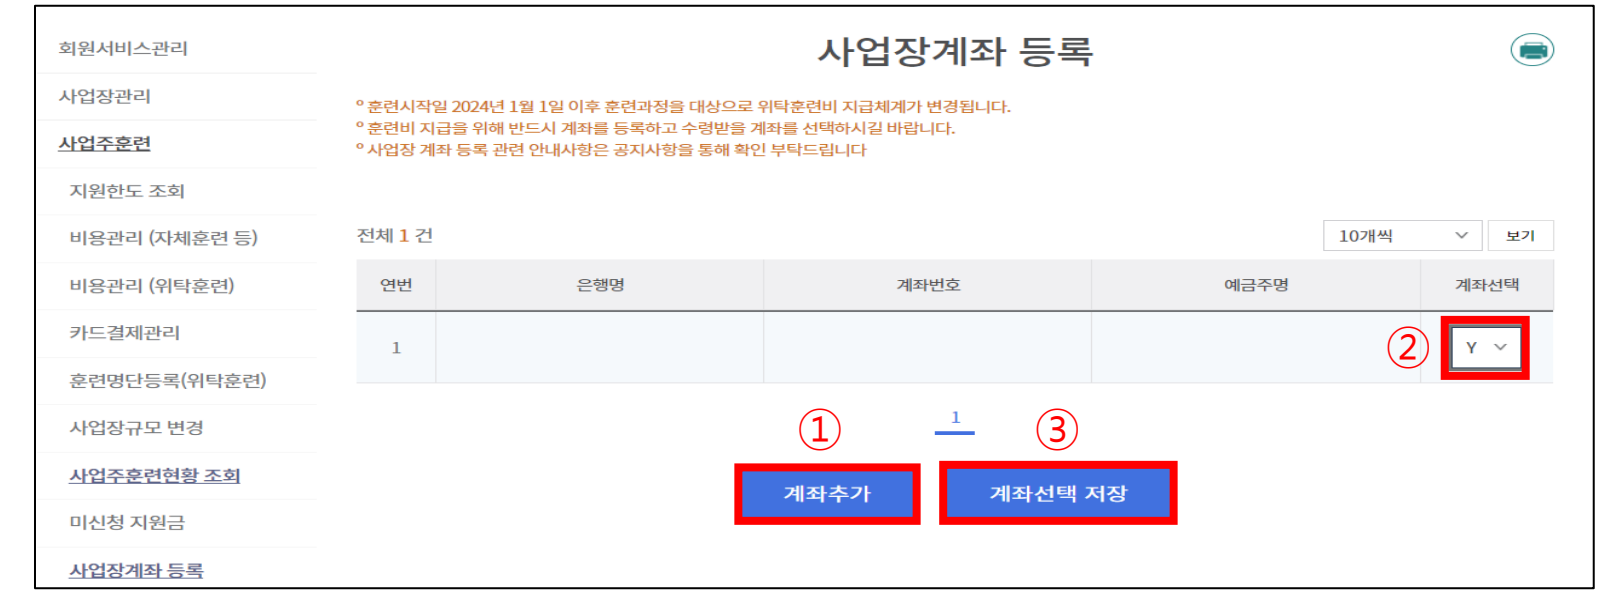 회원서비스관리
사업장관리
사업주훈련
지원한도 조회
비용관리 (자체훈련 등)
비용관리 (위탁훈련)
카드결제관리
훈련명단등록(위탁훈련)
사업장규모 변경
사업주훈련현황 조회
미신청 지원금
사업장계좌 등록
사업장계좌 등록
º 훈련시작일 2024년 1월 1일 이후 훈련과정을 대상으로 위탁훈련비 지급체계가 변경됩니다.
º 훈련비 지급을 위해 반드시 계좌를 등록하고 수령받을 계좌를 선택하시길 바랍니다.
º 사업장 계좌 등록 관련 안내사항은 공지사항을 통해 확인 부탁드립니다
전체 1 건 10개씩 보기
연번 은행명 계좌번호 예금주명 계좌선택
1 ② Y
① 1 ③
계좌추가 계좌선택 저장